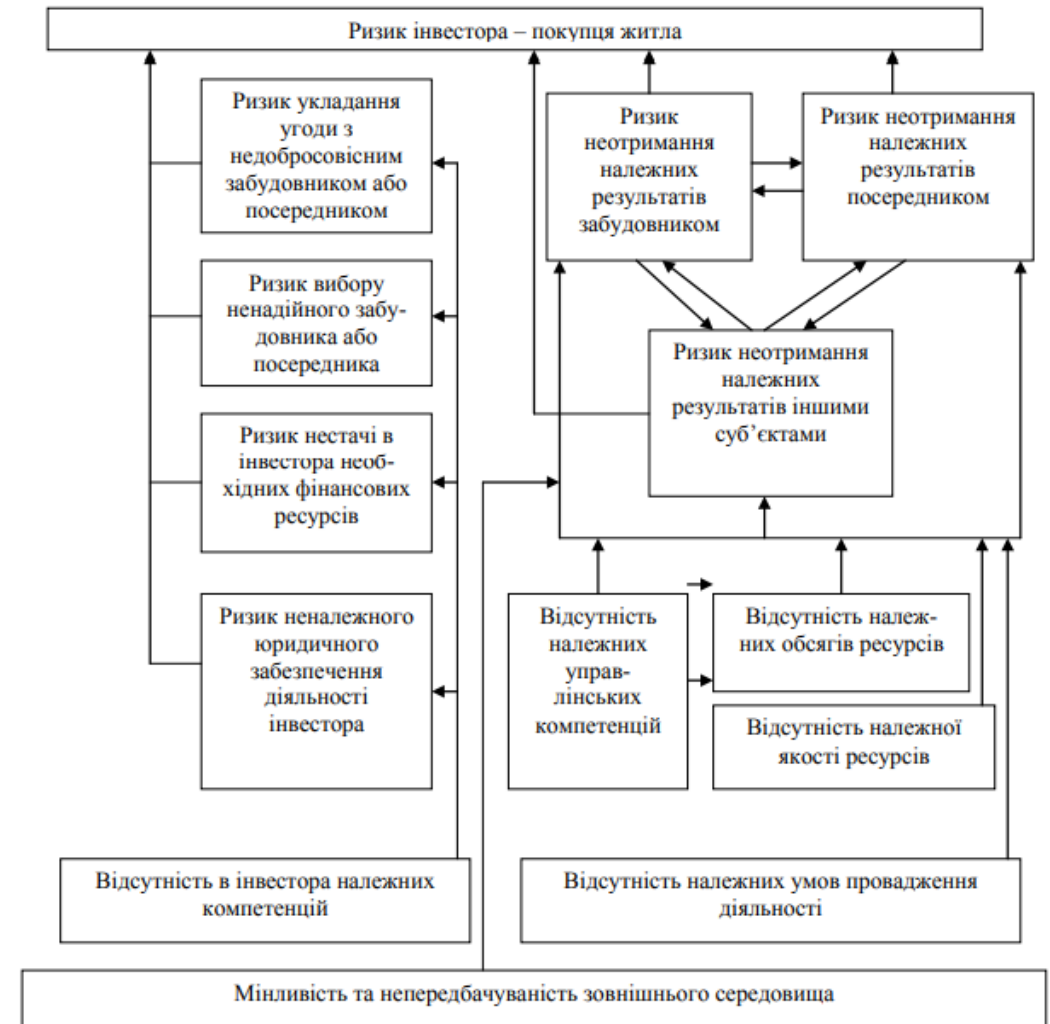 Ризик інвестора – покупця житла
Ризик укладання
угоди з
недобросовісним
забудовником або
посередником
Ризик вибору
ненадійного забу-
довника або
посередника
Ризик нестачі в
інвестора необ-
хідних фінансових
ресурсів
Ризик неналежного
юридичного
забезпечення
діяльності
інвестора
Ризик
неотримання
належних
результатів
забудовником
Ризик неотримання
належних
результатів
посередником
Ризик неотримання
належних
результатів іншими
суб’єктами
Відсутність
належних
управ-
лінських
компетенцій
Відсутність належ-
них обсягів ресурсів
Відсутність належної
якості ресурсів
Відсутність в інвестора належних
компетенцій
Відсутність належних умов провадження
діяльності
Мінливість та непередбачуваність зовнішнього середовища